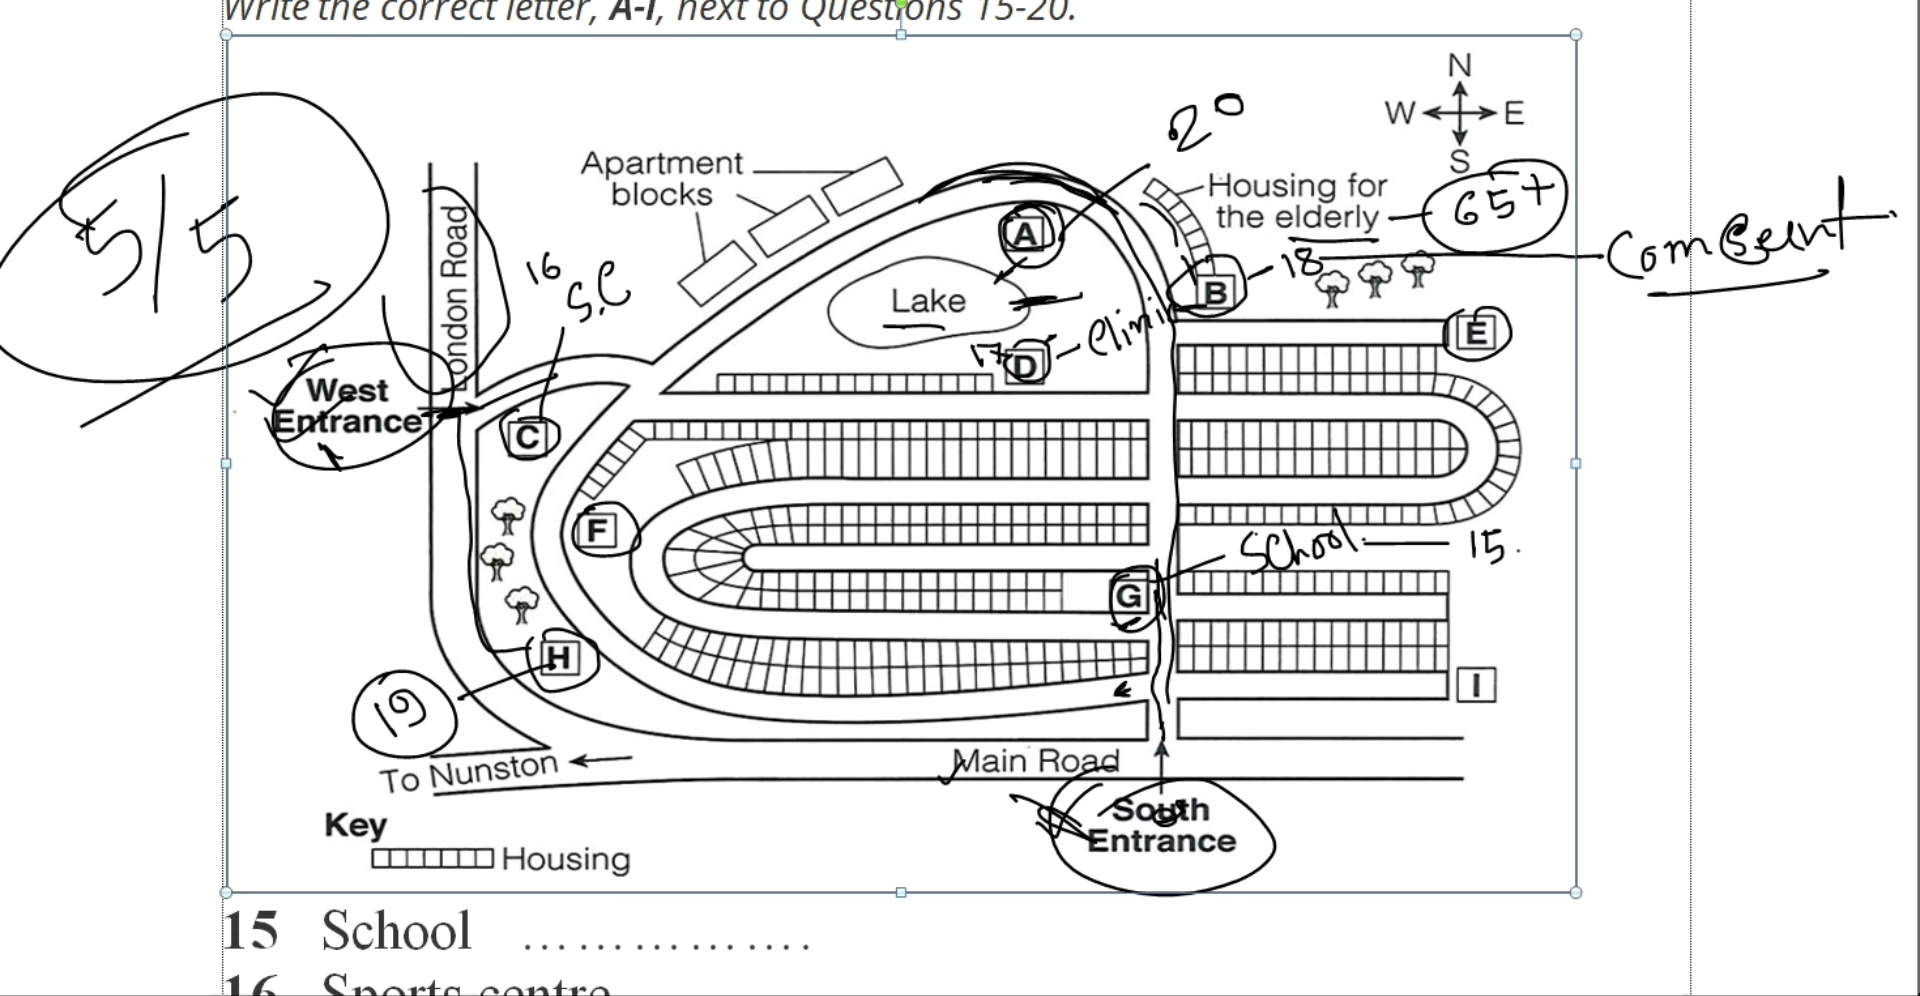 Write the correct letter, A-I, next to Questions 15-20.
N
W E
S
20
5/5
Apartment
blocks
Housing for
the elderly
65+
Com
London Road
16
S.C
A
18
B
Lake
E
17
D
Clinic
West
Entrance
C
F
School
15.
G
H
I
19
To Nunston
Main Road
South
Entrance
Key
Housing
15 School ................
16 Sports centre